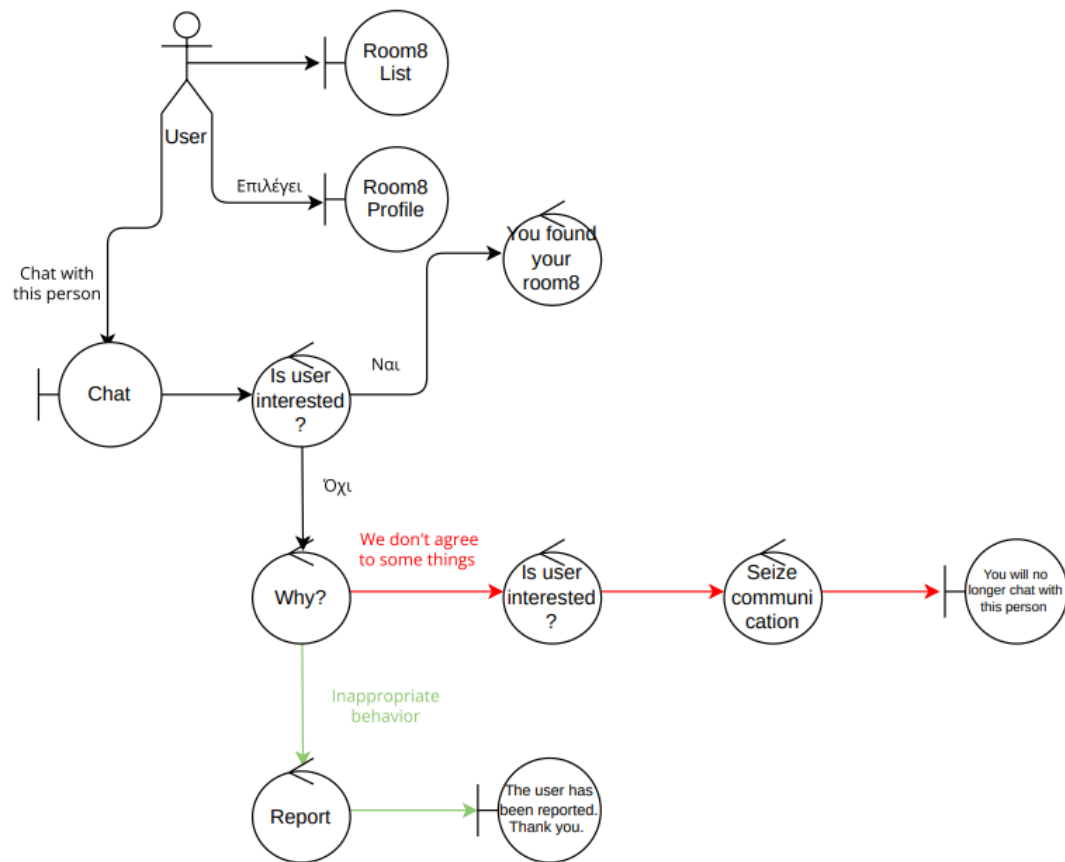 Room8
List
User
Επιλέγει
Room8
Profile
You found
your
room8
Chat with
this person
Chat
Is user
interested
?
Ναι
Όχι
Why?
We don't agree
to some things
Is user
interested
?
Seize
communi
cation
You will no
longer chat with
this person
Inappropriate
behavior
Report
The user has
been reported.
Thank you.